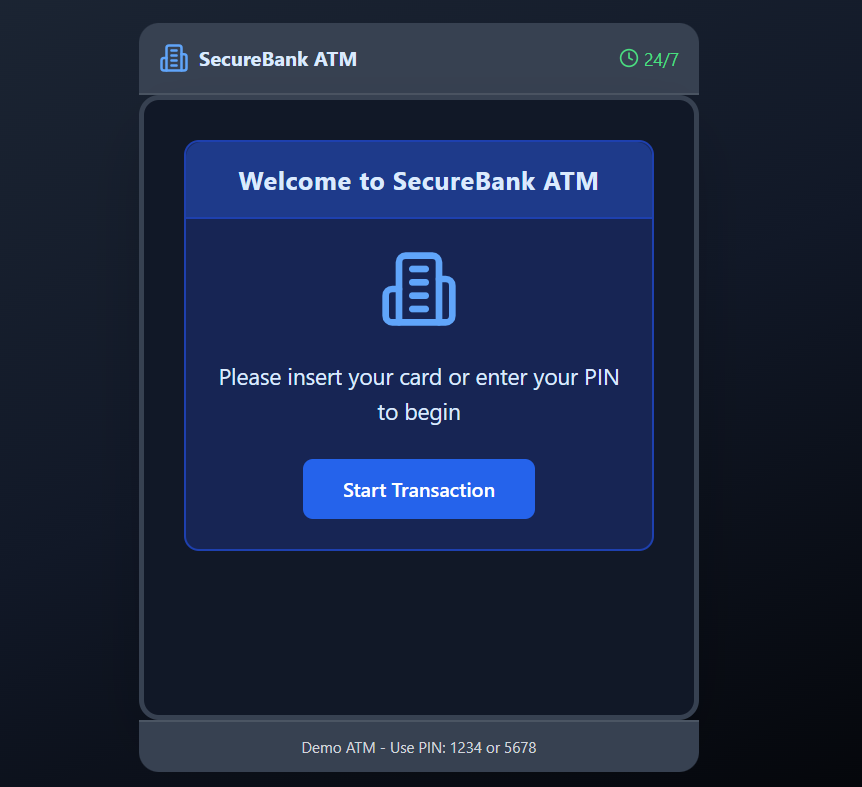 SecureBank ATM
24/7
Welcome to SecureBank ATM
Please insert your card or enter your PIN
to begin
Start Transaction
Demo ATM - Use PIN: 1234 or 5678